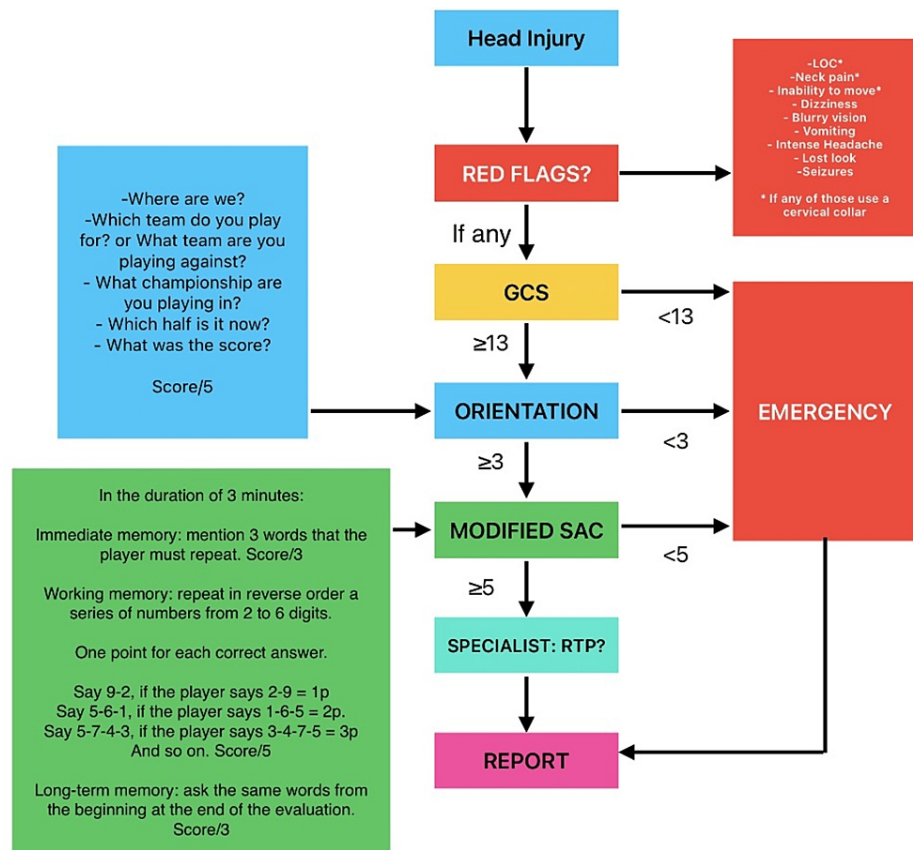 Head Injury
-LOC*
-Neck pain*
- Inability to move*
- Dizziness
- Blurry vision
- Vomiting
-Intense Headache
- Lost look
-Seizures
* If any of those use a
cervical collar
RED FLAGS?
If any
-Where are we?
-Which team do you play
for? or What team are you
playing against?
- What championship are
you playing in?
- Which half is it now?
- What was the score?
Score/5
GCS
<13
≥13
ORIENTATION
<3
≥3
EMERGENCY
In the duration of 3 minutes:
Immediate memory: mention 3 words that the
player must repeat. Score/3
Working memory: repeat in reverse order a
series of numbers from 2 to 6 digits.
One point for each correct answer.
Say 9-2, if the player says 2-9 = 1p
Say 5-6-1, if the player says 1-6-5 = 2p.
Say 5-7-4-3, if the player says 3-4-7-5 = 3p
And so on. Score/5
Long-term memory: ask the same words from
the beginning at the end of the evaluation.
Score/3
MODIFIED SAC
<5
≥5
SPECIALIST: RTP?
REPORT